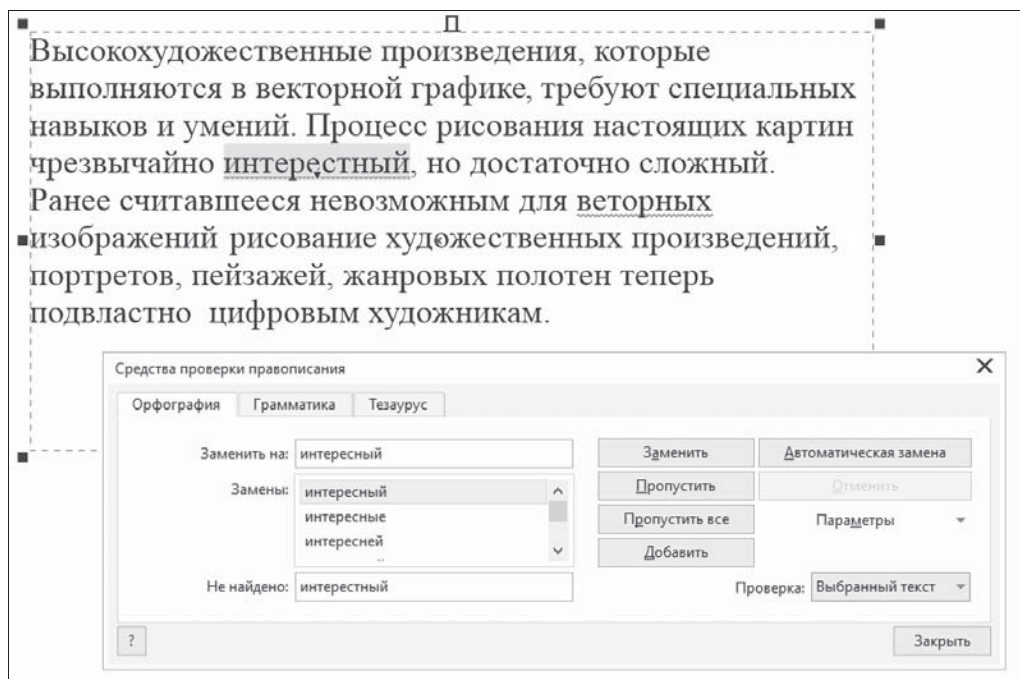 Высокохудожественные произведения, которые
выполняются в векторной графике, требуют специальных
навыков и умений. Процесс рисования настоящих картин
чрезвычайно интерестный, но достаточно сложный.
Ранее считавшееся невозможным для веторных
изображений рисование художественных произведений,
портретов, пейзажей, жанровых полотен теперь
подвластно цифровым художникам.
Средства проверки правописания
Орфография Грамматика Тезаурус
Заменить на: интересный Заменить Автоматическая замена
Замены: интересный Пропустить Отменить
интересные Пропустить все Параметры
интересней Добавить
Не найдено: интерестный Проверка: Выбранный текст
? Закрыть